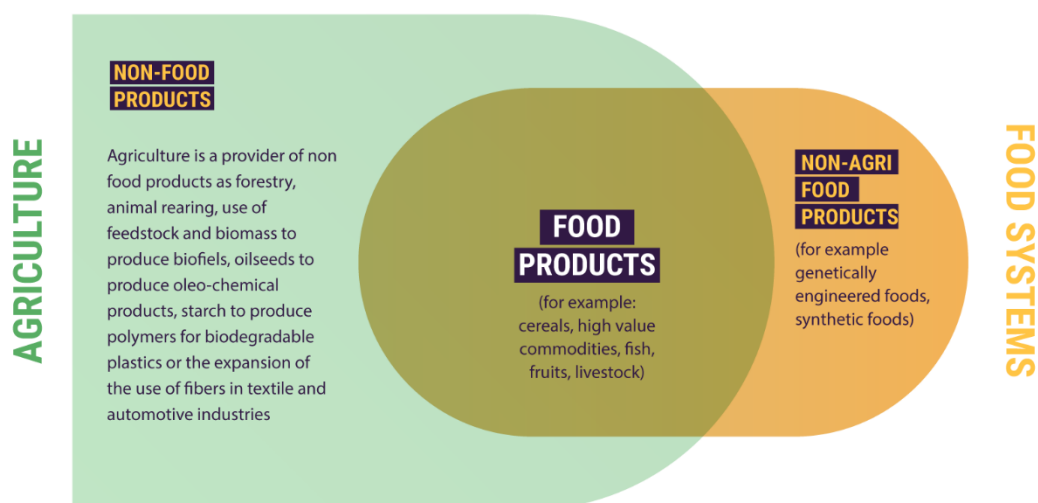 AGRICULTURE
NON-FOOD
PRODUCTS
Agriculture is a provider of non
food products as forestry,
animal rearing, use of
feedstock and biomass to
produce biofiels, oilseeds to
produce oleo-chemical
products, starch to produce
polymers for biodegradable
plastics or the expansion of
the use of fibers in textile and
automotive industries
FOOD
PRODUCTS
(for example:
cereals, high value
commodities, fish,
fruits, livestock)
NON-AGRI
FOOD
PRODUCTS
(for example
genetically
engineered foods,
synthetic foods)
FOOD SYSTEMS